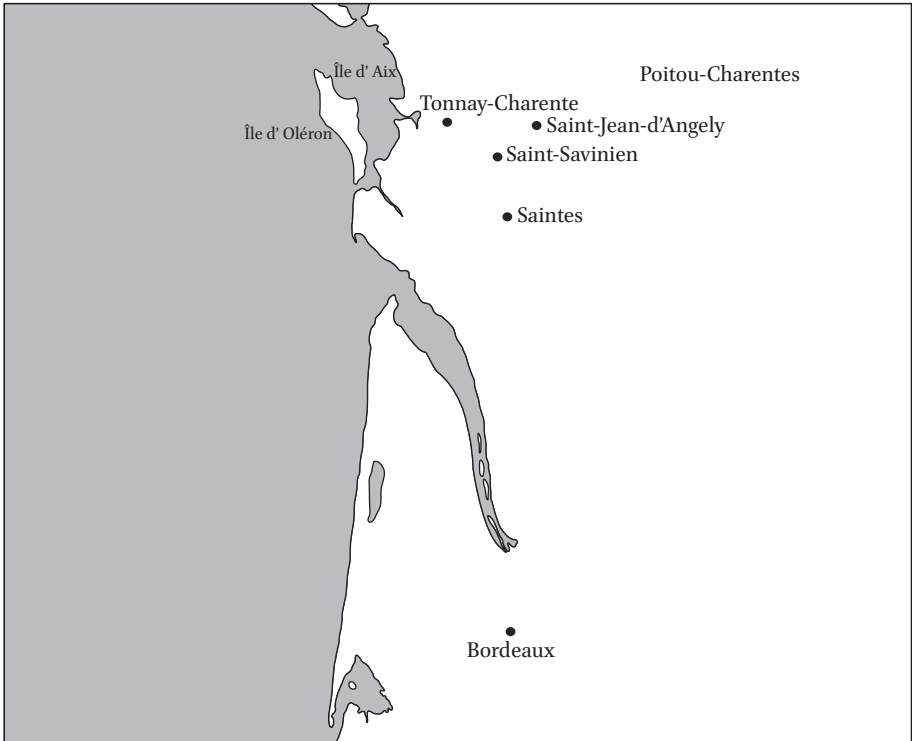 Île d' Aix
Poitou-Charentes
Tonnay-Charente
Saint-Jean-d'Angely
Île d' Oléron
Saint-Savinien
Saintes
Bordeaux